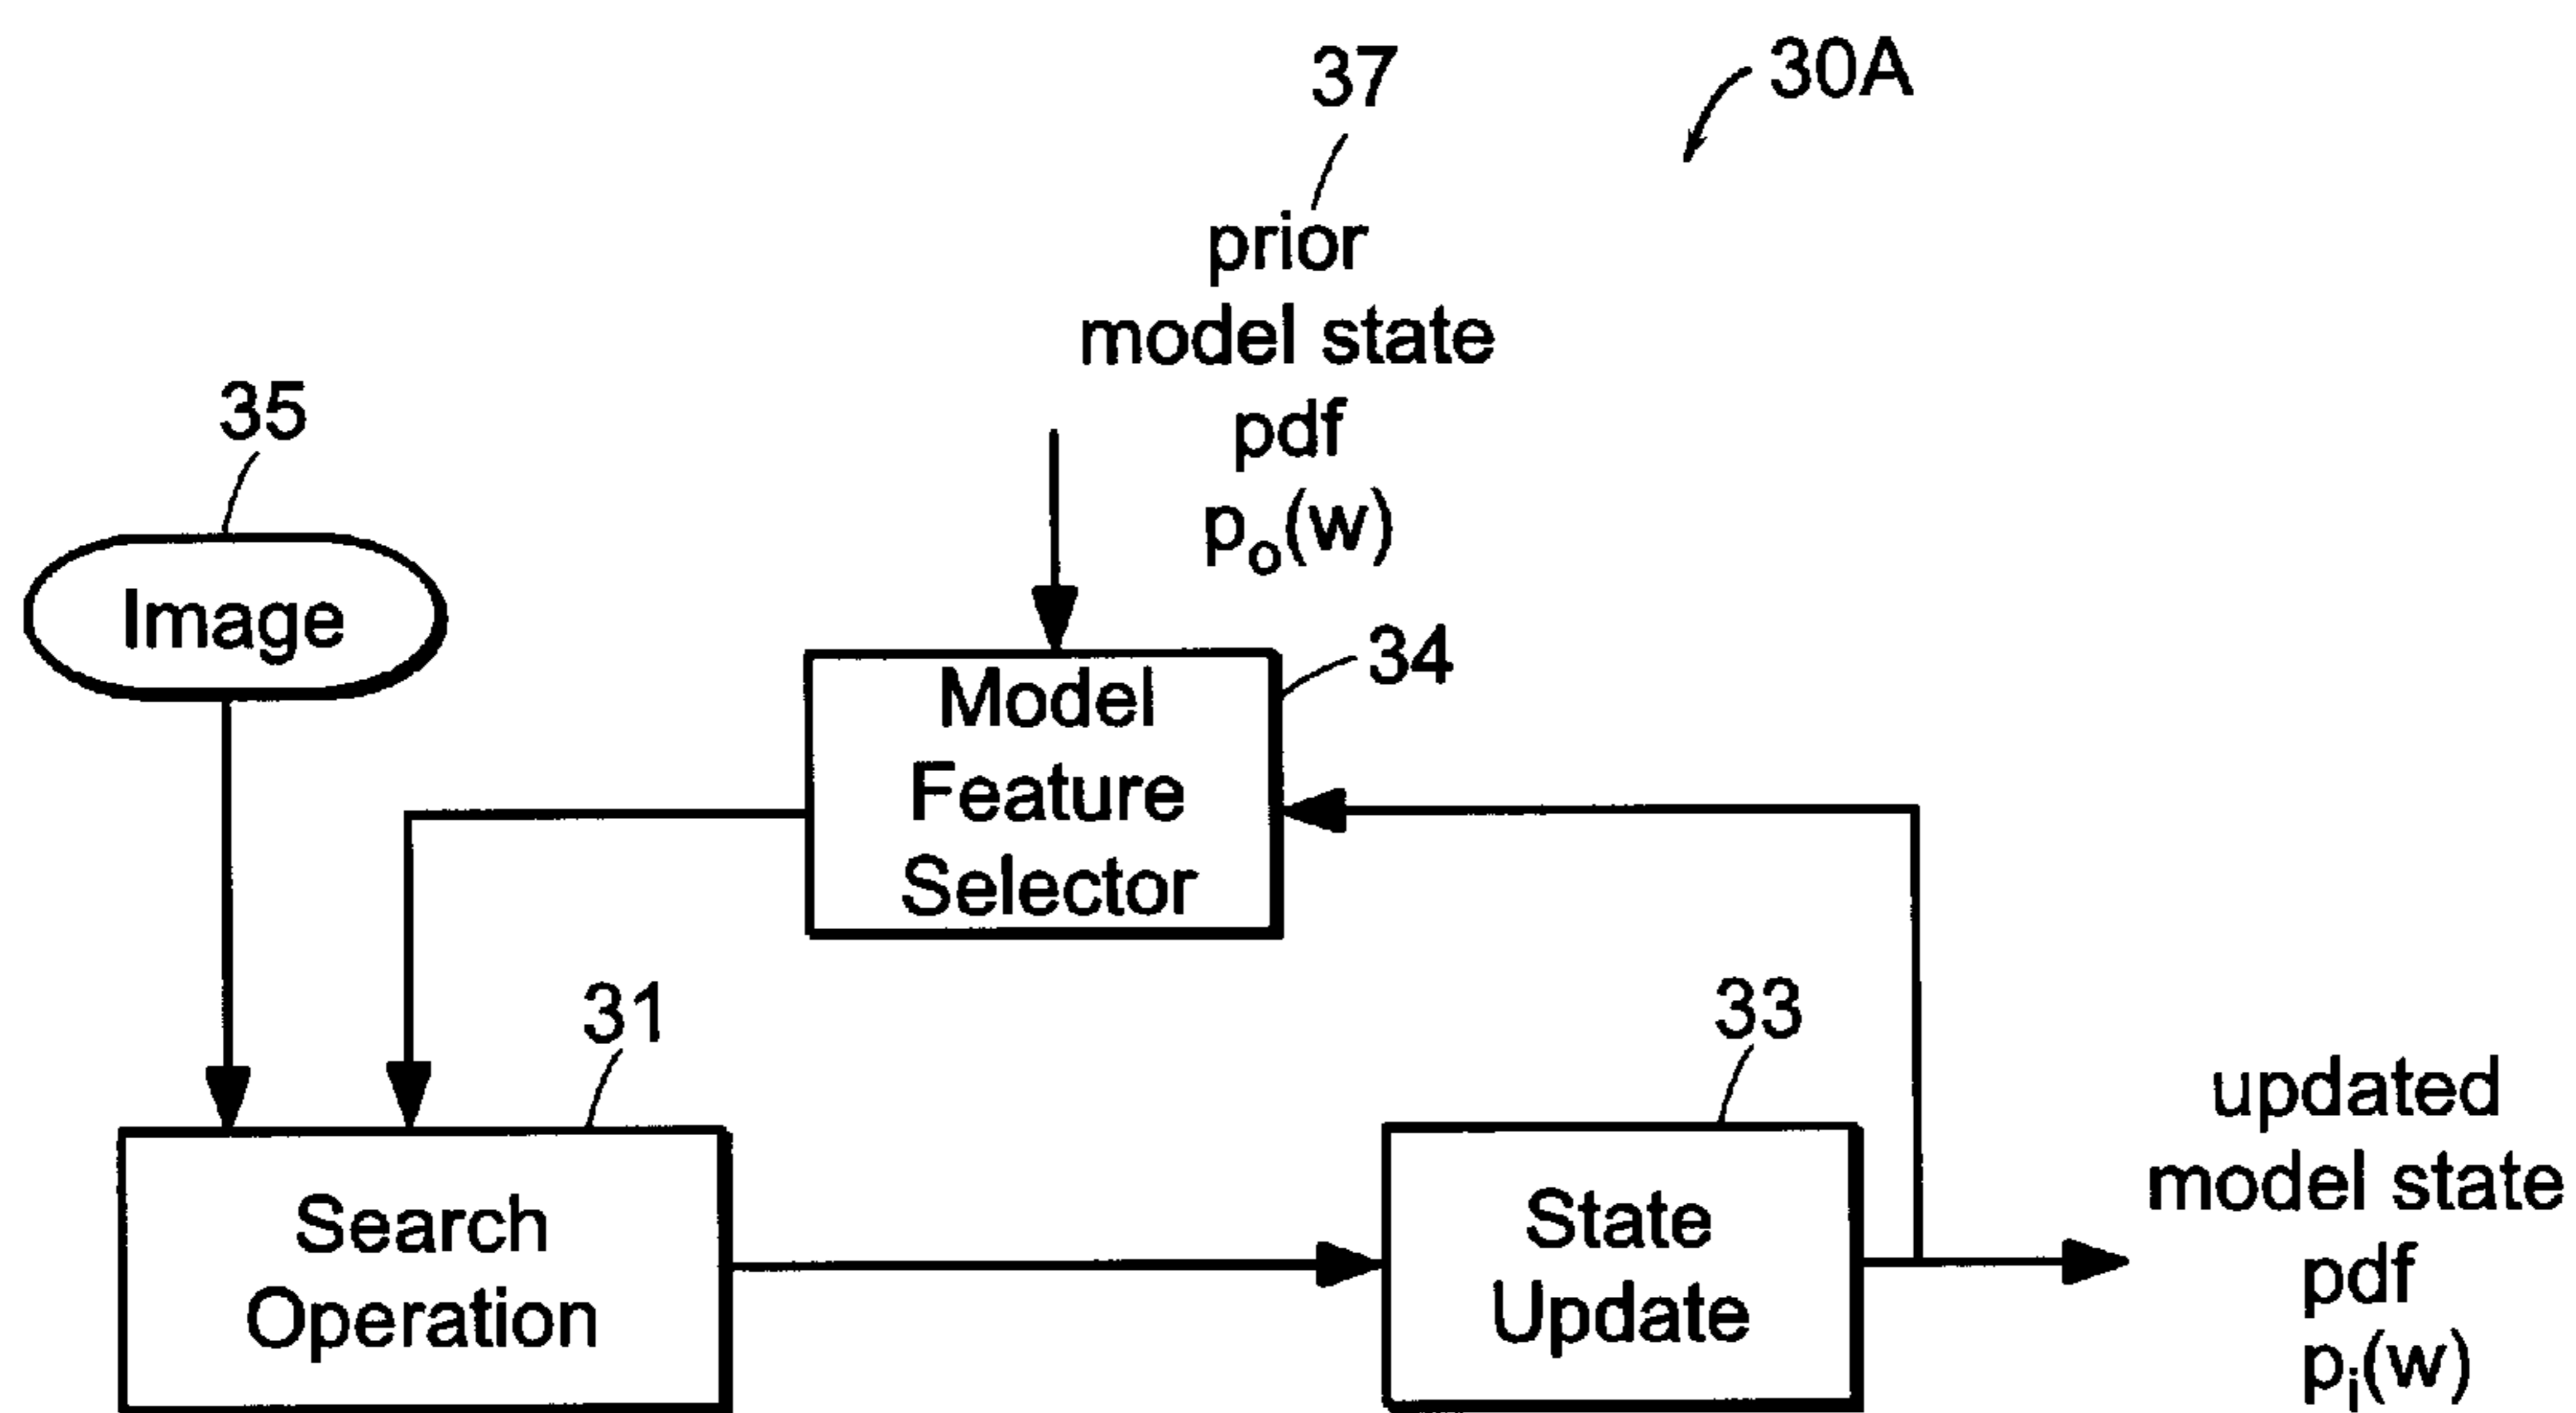 37
30A
prior
model state
pdf
p₀(w)
35
Image
34
Model
Feature
Selector
31
Search
Operation
33
State
Update
updated
model state
pdf
pᵢ(w)